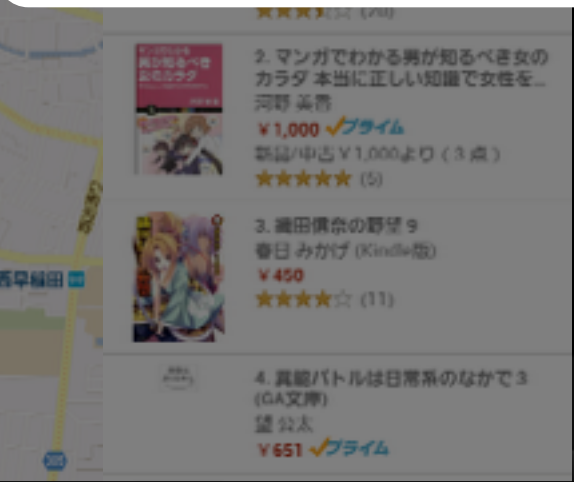 (20)
2. マンガでわかる男が知るべき女の
カラダ 本当に正しい知識で女性を...
河野 美香
￥1,000 プライム
新品/中古￥1,000より (3 点)
(5)
3. 織田信奈の野望 9
春日 みかげ (Kindle版)
￥450
(11)
西早稲田
4. 異能バトルは日常系のなかで 3
(GA文庫)
望 公太
￥651 プライム
305